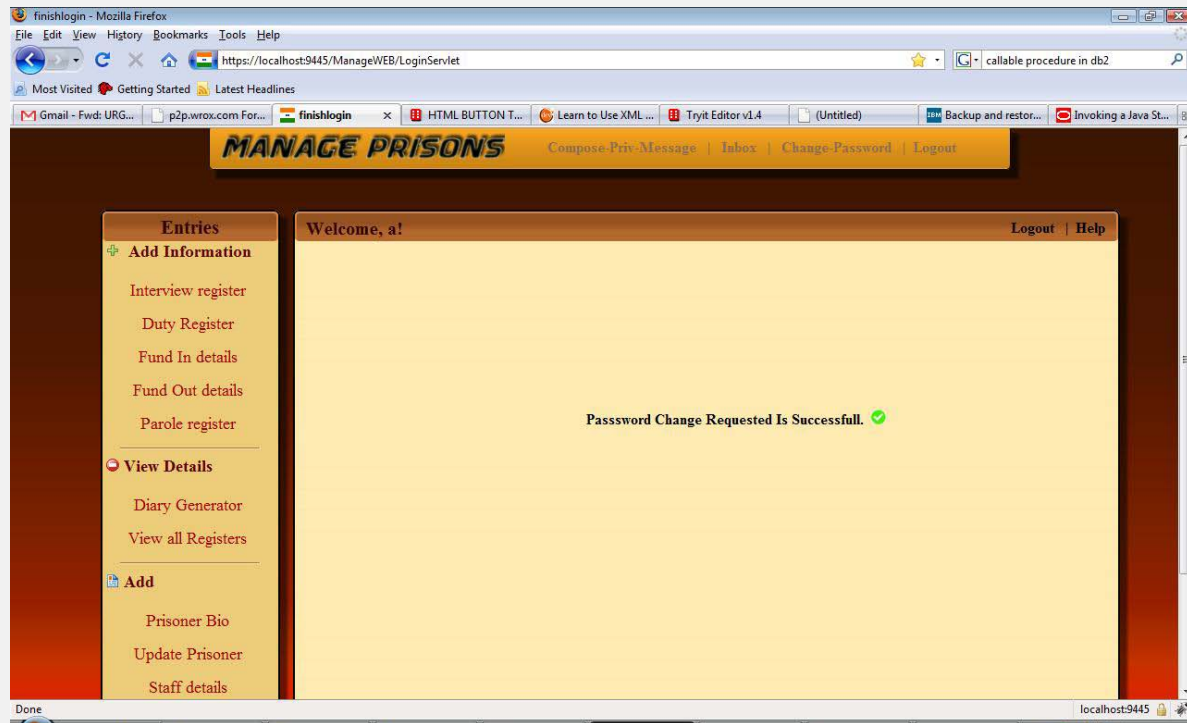 finishlogin - Mozilla Firefox
File Edit View History Bookmarks Tools Help
https://localhost:9445/ManageWEB/LoginServlet
G callable procedure in db2
Most Visited Getting Started Latest Headlines
Gmail - Fwd: URG... p2p.wrox.com For... finishlogin x HTML BUTTON T... Learn to Use XML ... Tryit Editor v1.4 (Untitled) IBM Backup and restor... Invoking a Java St...
MANAGE PRISONS Compose-Priv-Message | Inbox | Change-Password | Logout
Entries
Welcome, a! Logout | Help
Add Information
Interview register
Duty Register
Fund In details
Fund Out details
Parole register
Passsword Change Requested Is Successfull.
View Details
Diary Generator
View all Registers
Add
Prisoner Bio
Update Prisoner
Staff details
Done localhost:9445